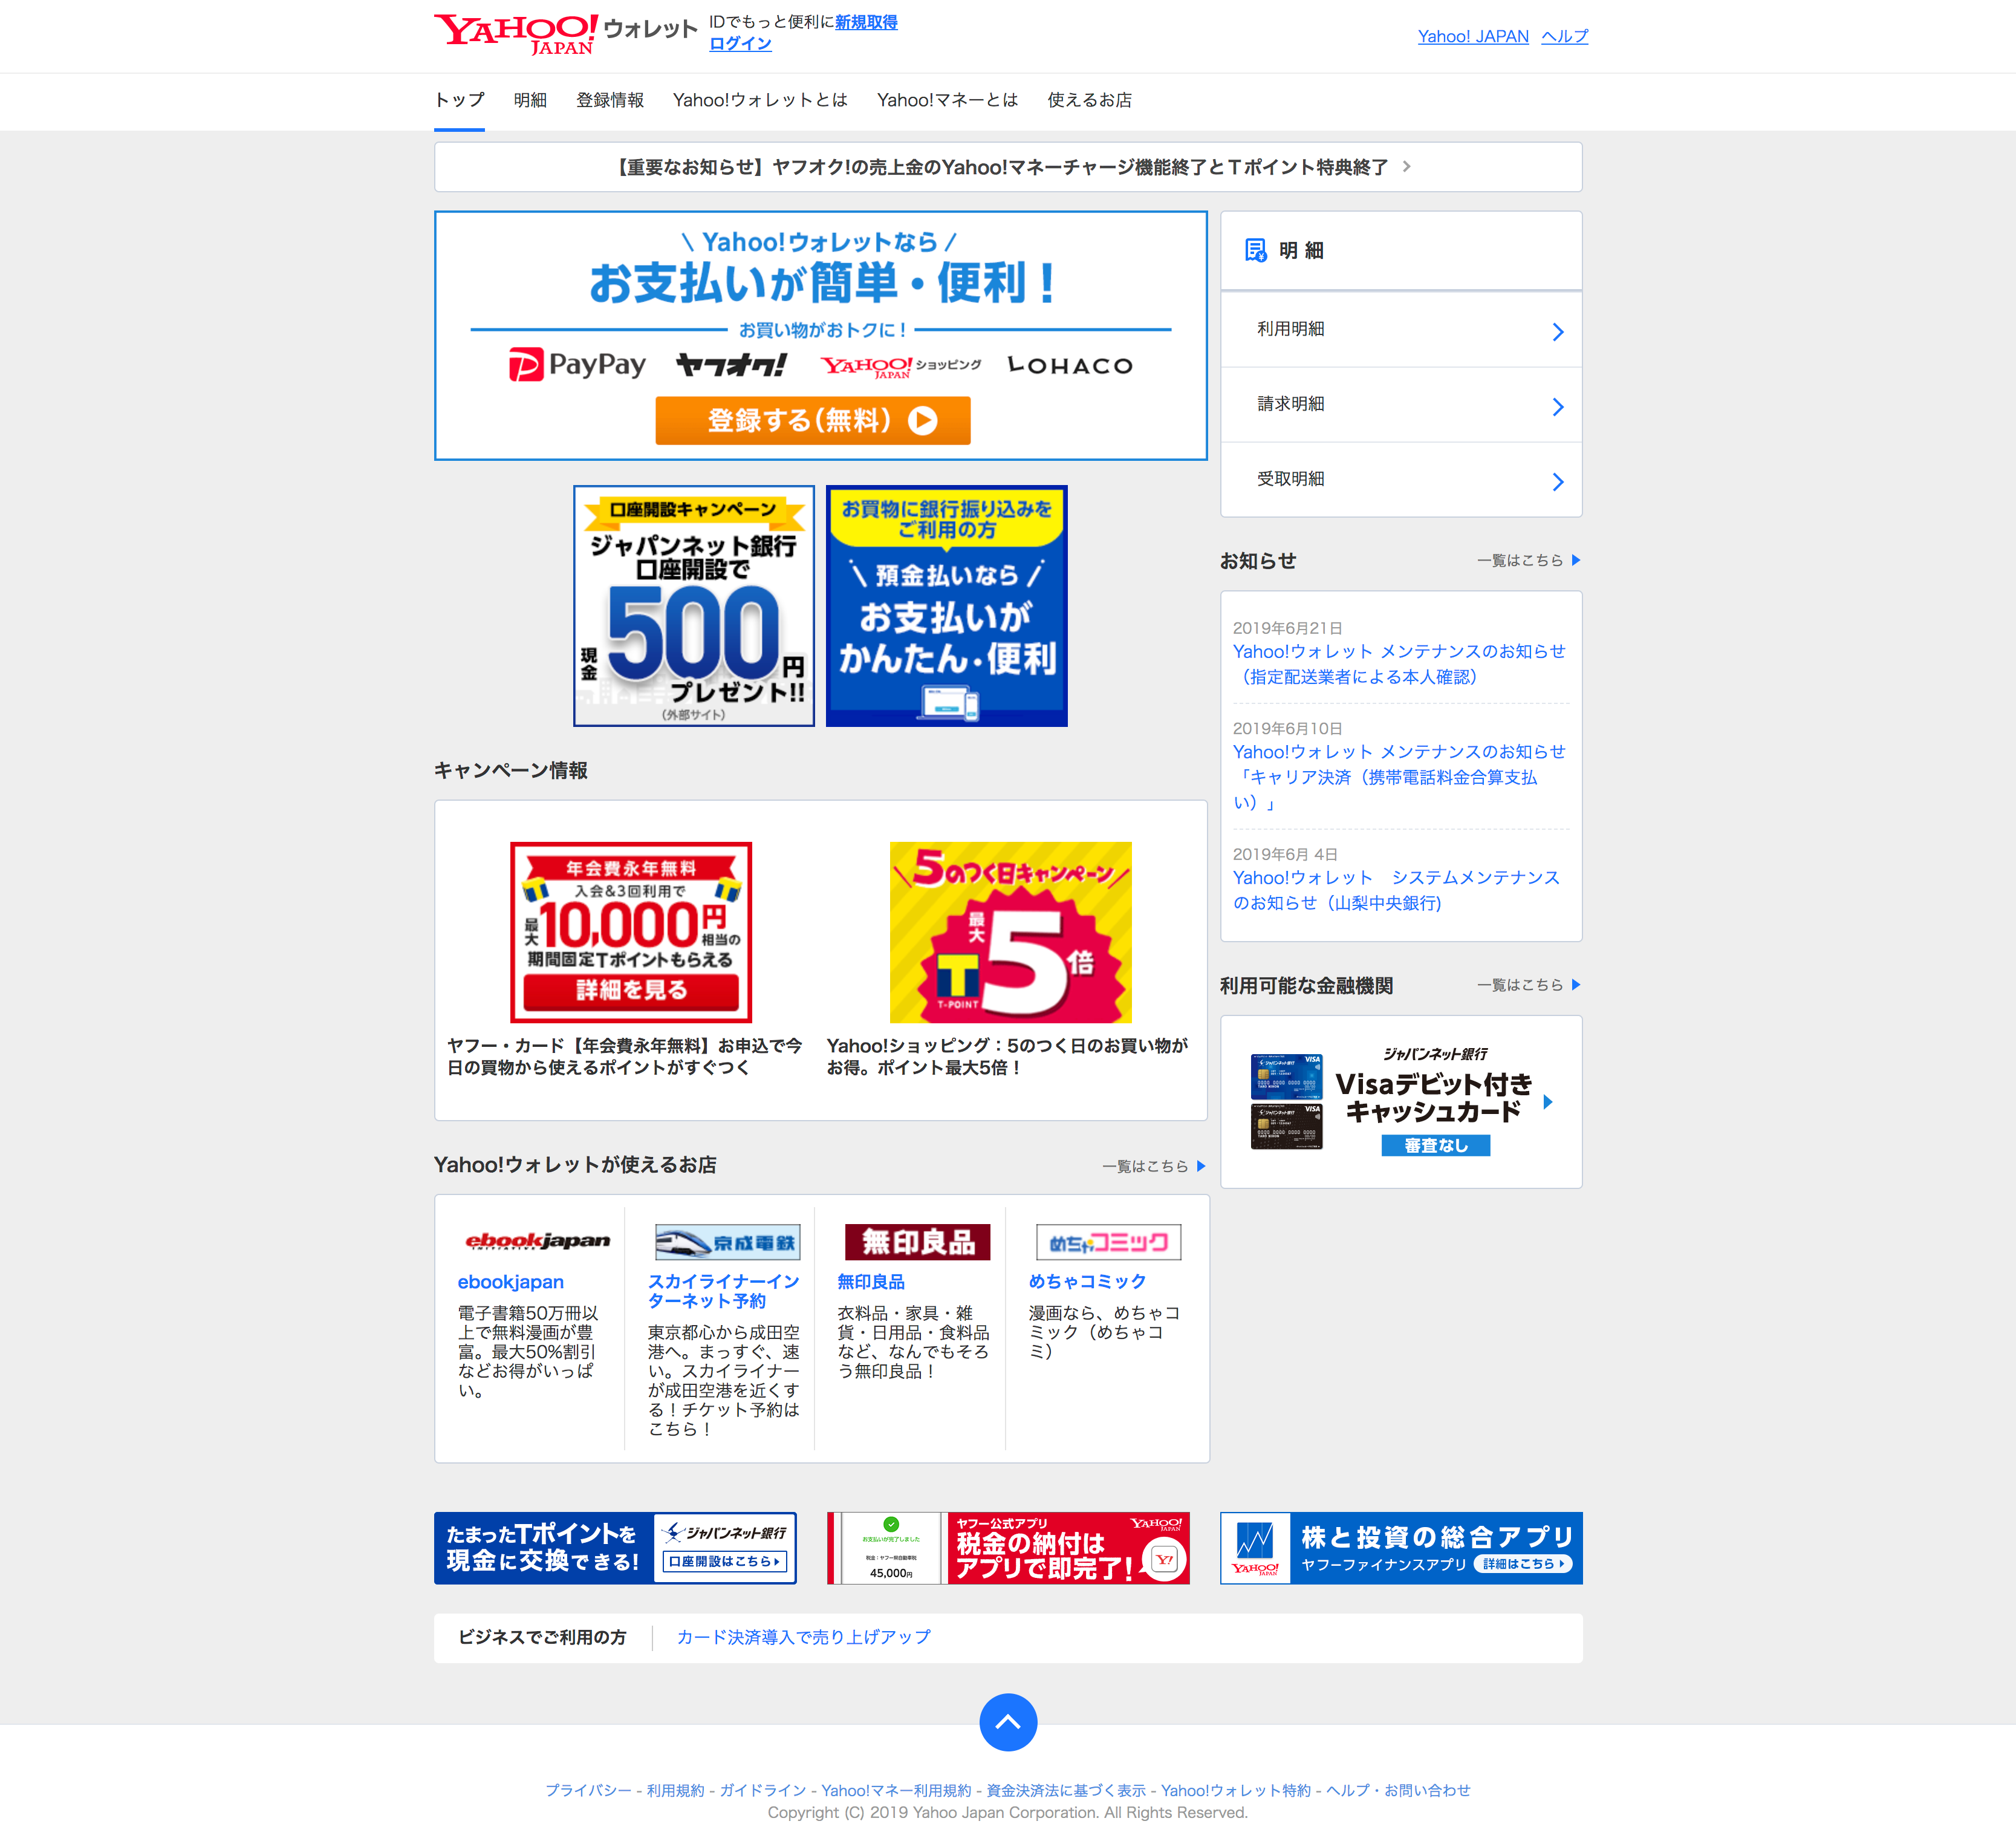 YAHOO! JAPAN ウォレット
IDでもっと便利に新規取得
ログイン
Yahoo! JAPAN ヘルプ
トップ 明細 登録情報 Yahoo!ウォレットとは Yahoo!マネーとは 使えるお店
【重要なお知らせ】ヤフオク!の売上金のYahoo!マネーチャージ機能終了とTポイント特典終了
\ Yahoo!ウォレットなら /
お支払いが簡単・便利！
お買い物がおトクに！
PayPay ヤフオク! YAHOO! JAPAN ショッピング LOHACO
登録する(無料)
口座開設キャンペーン
ジャパンネット銀行
口座開設で
現金500円
プレゼント!!
(外部サイト)
お買物に銀行振り込みを
ご利用の方
\ 預金払いなら /
お支払いが
かんたん・便利
明 細
利用明細
請求明細
受取明細
お知らせ 一覧はこちら
2019年6月21日
Yahoo!ウォレット メンテナンスのお知らせ
（指定配送業者による本人確認）
2019年6月10日
Yahoo!ウォレット メンテナンスのお知らせ
「キャリア決済（携帯電話料金合算支払
い）」
2019年6月 4日
Yahoo!ウォレット　システムメンテナンス
のお知らせ（山梨中央銀行)
利用可能な金融機関 一覧はこちら
ジャパンネット銀行
Visaデビット付き
キャッシュカード
審査なし
キャンペーン情報
年会費永年無料
入会&3回利用で
最大10,000円相当の
期間固定Tポイントもらえる
詳細を見る
ヤフー・カード【年会費永年無料】お申込で今
日の買物から使えるポイントがすぐつく
\5のつく日キャンペーン/
最大5倍
T-POINT
Yahoo!ショッピング：5のつく日のお買い物が
お得。ポイント最大5倍！
Yahoo!ウォレットが使えるお店 一覧はこちら
ebookjapan
INITIATIVE
ebookjapan
電子書籍50万冊以
上で無料漫画が豊
富。最大50%割引
などお得がいっぱ
い。
京成電鉄
スカイライナーイン
ターネット予約
東京都心から成田空
港へ。まっすぐ、速
い。スカイライナー
が成田空港を近くす
る！チケット予約は
こちら！
無印良品
無印良品
衣料品・家具・雑
貨・日用品・食料品
など、なんでもそろ
う無印良品！
めちゃコミック
めちゃコミック
漫画なら、めちゃコ
ミック（めちゃコ
ミ）
たまったTポイントを
現金に交換できる!
ジャパンネット銀行
口座開設はこちら
お支払いが完了しました
税金：ヤフー県自動車税
45,000円
ヤフー公式アプリ
税金の納付は
アプリで即完了!
YAHOO! JAPAN
Y!
YAHOO! JAPAN
株と投資の総合アプリ
ヤフーファイナンスアプリ 詳細はこちら
ビジネスでご利用の方 カード決済導入で売り上げアップ
プライバシー - 利用規約 - ガイドライン - Yahoo!マネー利用規約 - 資金決済法に基づく表示 - Yahoo!ウォレット特約 - ヘルプ・お問い合わせ
Copyright (C) 2019 Yahoo Japan Corporation. All Rights Reserved.